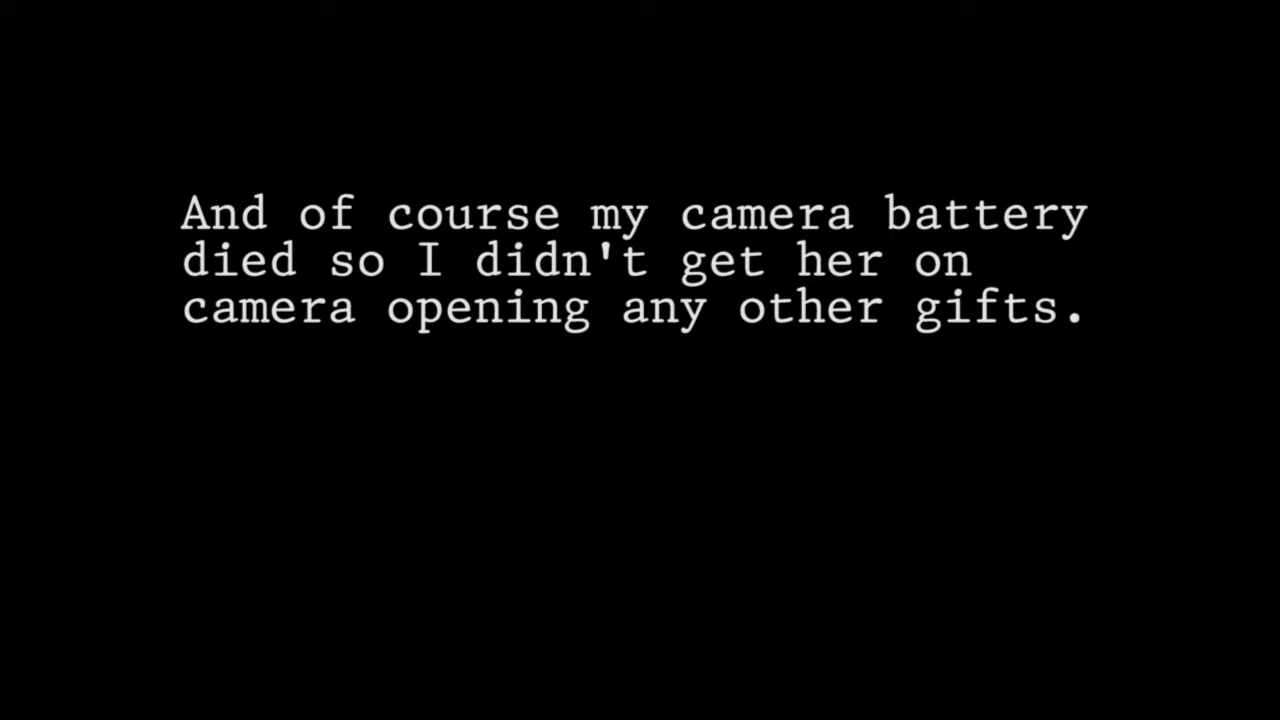 And of course my camera battery
died so I didn't get her on
camera opening any other gifts.